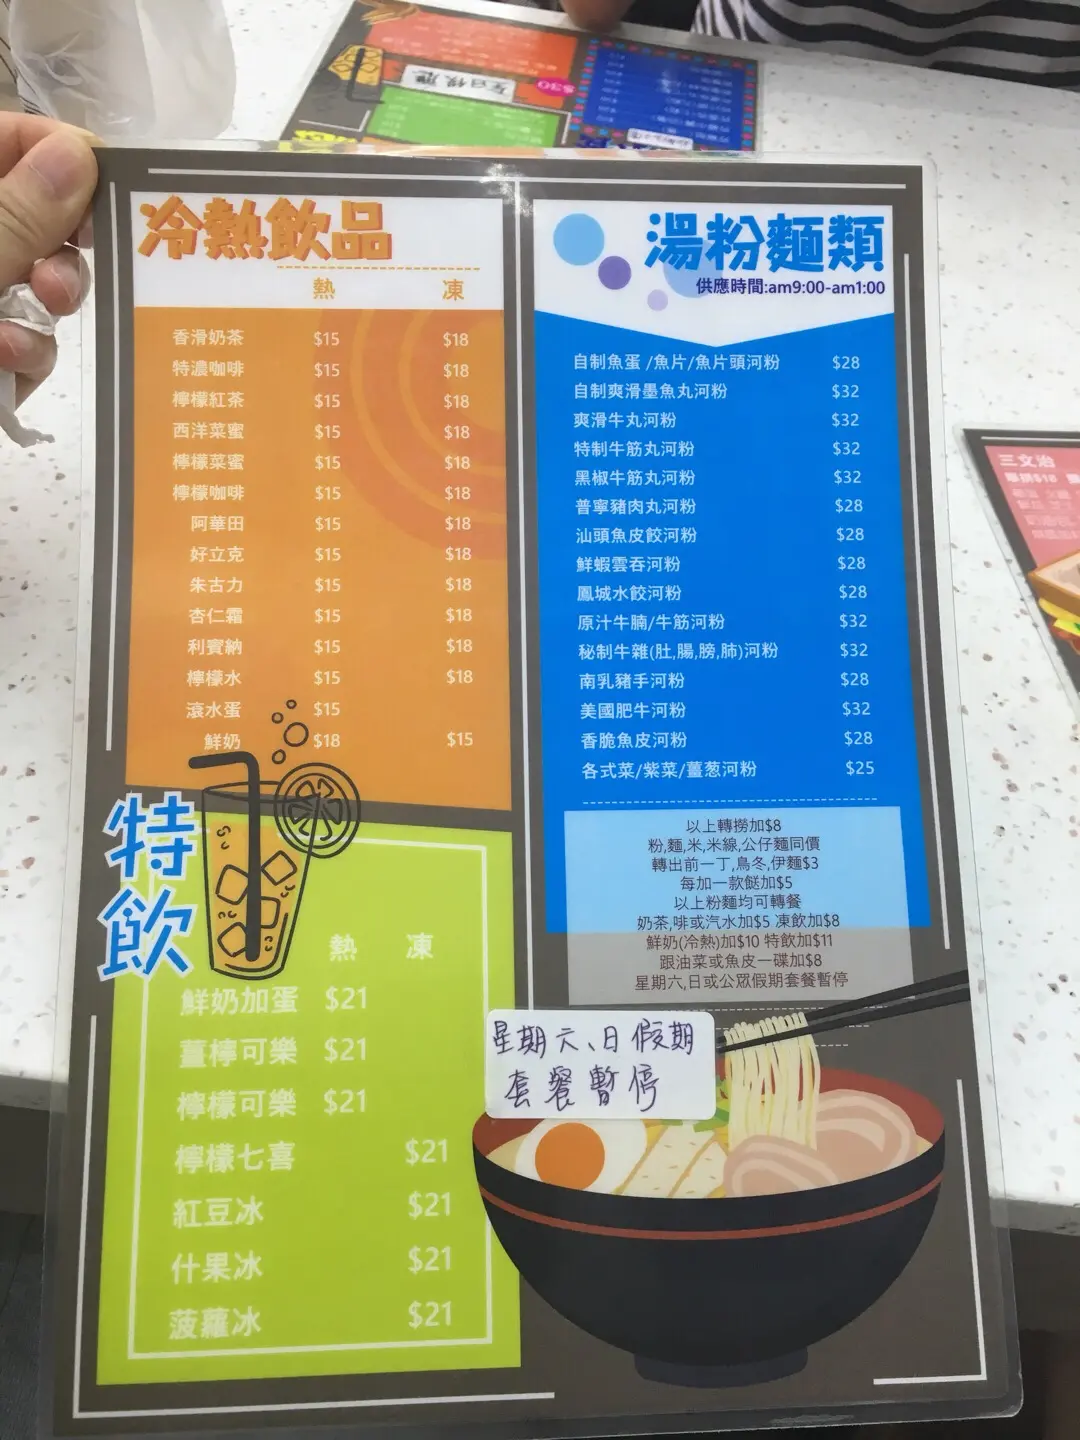 $30
冷熱飲品
熱 凍
香滑奶茶 $15 $18
特濃咖啡 $15 $18
檸檬紅茶 $15 $18
西洋菜蜜 $15 $18
檸檬菜蜜 $15 $18
檸檬咖啡 $15 $18
阿華田 $15 $18
好立克 $15 $18
朱古力 $15 $18
杏仁霜 $15 $18
利賓納 $15 $18
檸檬水 $15 $18
滾水蛋 $15
鮮奶 $18 $15
特飲
熱 凍
鮮奶加蛋 $21
薑檸可樂 $21
檸檬可樂 $21
檸檬七喜 $21
紅豆冰 $21
什果冰 $21
菠蘿冰 $21
湯粉麵類
供應時間:am9:00-am1:00
自制魚蛋/魚片/魚片頭河粉 $28
自制爽滑墨魚丸河粉 $32
爽滑牛丸河粉 $32
特制牛筋丸河粉 $32
黑椒牛筋丸河粉 $32
普寧豬肉丸河粉 $28
汕頭魚皮餃河粉 $28
鮮蝦雲吞河粉 $28
鳳城水餃河粉 $28
原汁牛腩/牛筋河粉 $32
秘制牛雜(肚,腸,膀,肺)河粉 $32
南乳豬手河粉 $28
美國肥牛河粉 $32
香脆魚皮河粉 $28
各式菜/紫菜/薑葱河粉 $25
以上轉撈加$8
粉,麵,米,米線,公仔麵同價
轉出前一丁,烏冬,伊麵$3
每加一款餸加$5
以上粉麵均可轉餐
奶茶,啡或汽水加$5 凍飲加$8
鮮奶(冷熱)加$10 特飲加$11
跟油菜或魚皮一碟加$8
星期六,日或公眾假期套餐暫停
星期六、日假期
套餐暫停
三文治